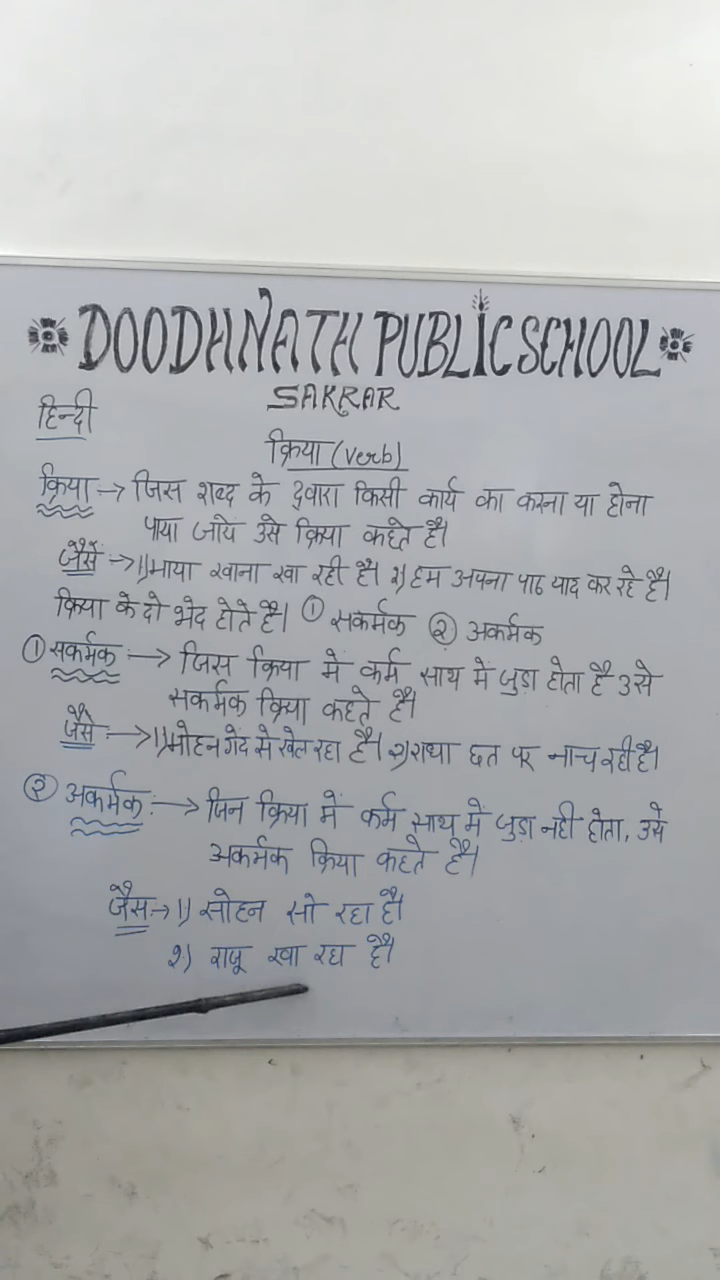 DOODHNATH PUBLIC SCHOOL
SAKRAR
हिन्दी
क्रिया (verb)
क्रिया → जिस शब्द के द्वारा किसी कार्य का करना या होना
पाया जाये उसे क्रिया कहते है।
जैसे → 1) माया खाना खा रही है। 2) हम अपना पाठ याद कर रहे है।
क्रिया के दो भेद होते है। ① सकर्मक ② अकर्मक
① सकर्मक :→ जिस क्रिया में कर्म साथ में जुड़ा होता है उसे
सकर्मक क्रिया कहते है।
जैसे :→ 1) मोहन गेंद से खेल रहा है। 2) राधा छत पर नाच रही है।
② अकर्मक :→ जिन क्रिया में कर्म साथ में जुड़ा नही होता, उसे
अकर्मक क्रिया कहते है।
जैस :→ 1) सोहन सो रहा है।
2) राजू खा रहा है।